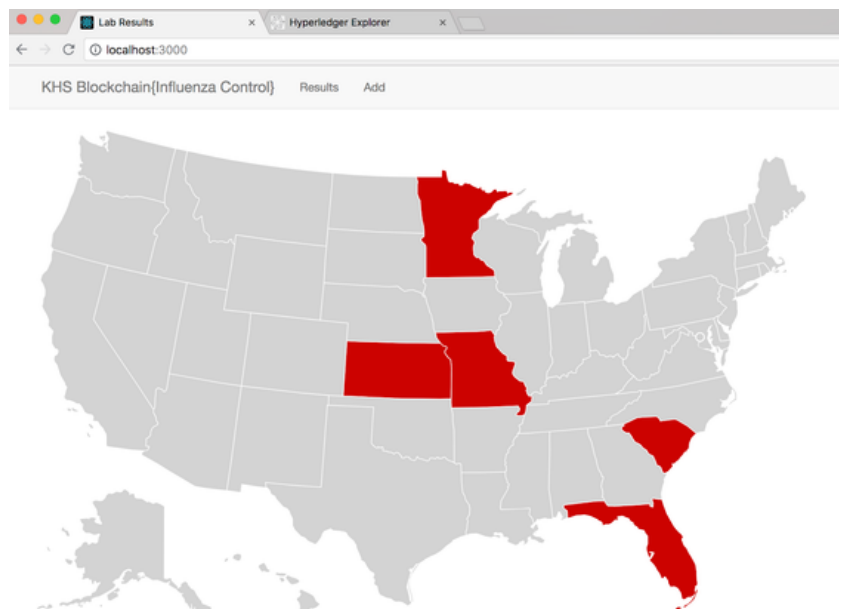 Lab Results
Hyperledger Explorer
localhost:3000
KHS Blockchain{Influenza Control} Results Add